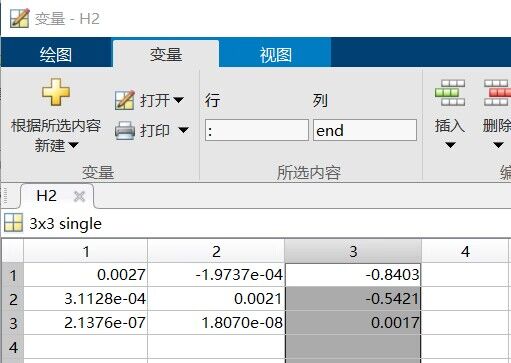 变量 - H2
绘图 变量 视图
根据所选内容
新建
打开
打印
行 列
: end
插入 删除
变量 所选内容 编
H2
3x3 single
1 2 3 4
1 0.0027 -1.9737e-04 -0.8403
2 3.1128e-04 0.0021 -0.5421
3 2.1376e-07 1.8070e-08 0.0017
4